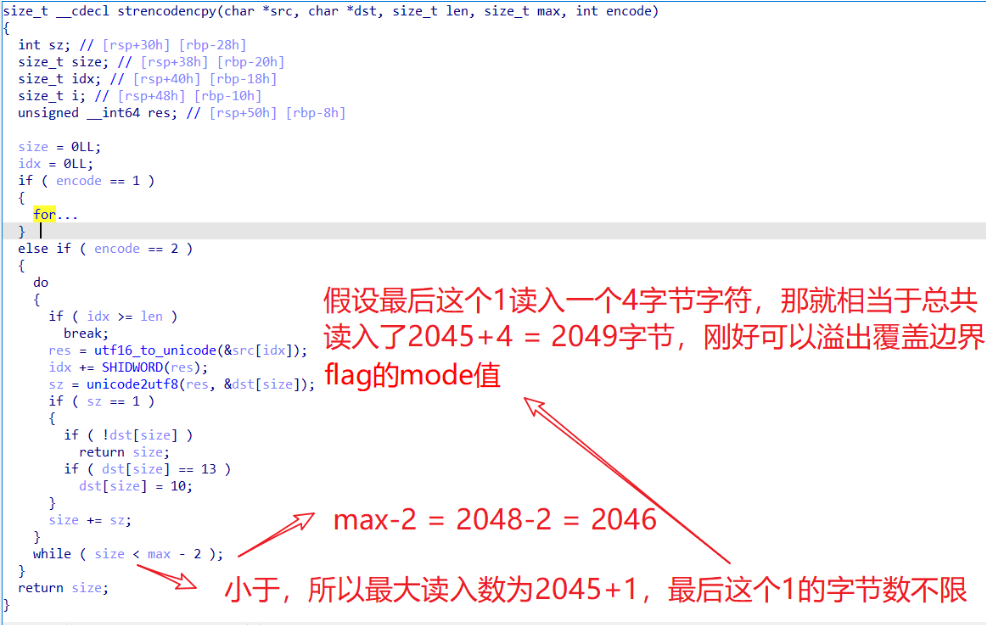 size_t __cdecl strencodencpy(char *src, char *dst, size_t len, size_t max, int encode)
{
int sz; // [rsp+30h] [rbp-28h]
size_t size; // [rsp+38h] [rbp-20h]
size_t idx; // [rsp+40h] [rbp-18h]
size_t i; // [rsp+48h] [rbp-10h]
unsigned __int64 res; // [rsp+50h] [rbp-8h]
size = 0LL;
idx = 0LL;
if ( encode == 1 )
{
for...
}
else if ( encode == 2 )
{
do
{
if ( idx >= len )
break;
res = utf16_to_unicode(&src[idx]);
idx += SHIDWORD(res);
sz = unicode2utf8(res, &dst[size]);
if ( sz == 1 )
{
if ( !dst[size] )
return size;
if ( dst[size] == 13 )
dst[size] = 10;
}
size += sz;
}
while ( size < max - 2 );
}
return size;
}
假设最后这个1读入一个4字节字符，那就相当于总共
读入了2045+4 = 2049字节，刚好可以溢出覆盖边界
flag的mode值
max-2 = 2048-2 = 2046
小于，所以最大读入数为2045+1，最后这个1的字节数不限